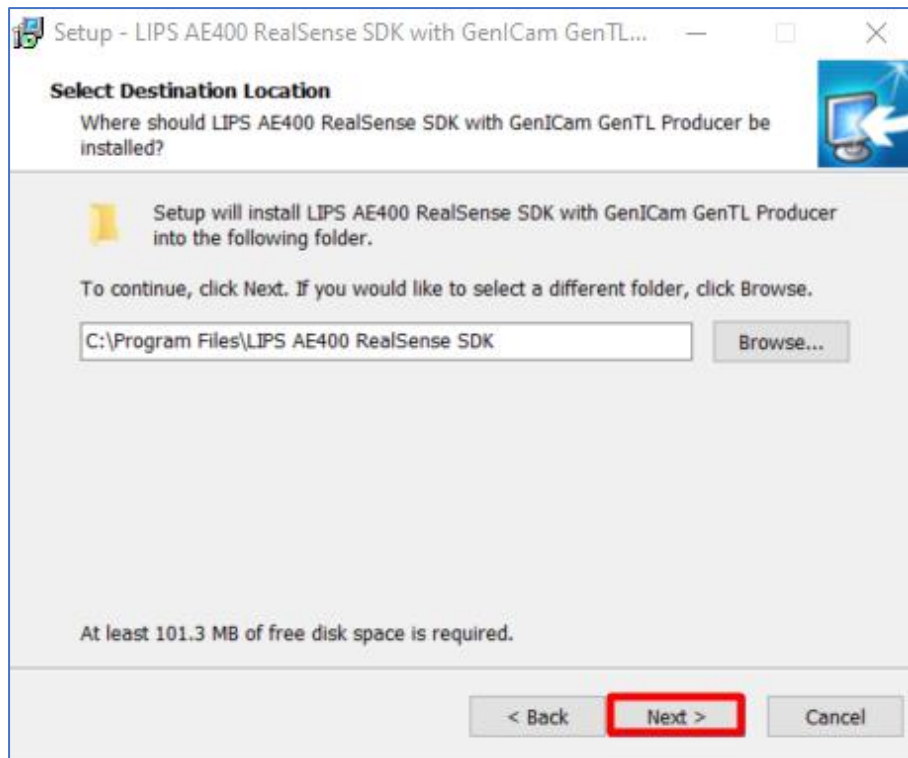 Setup - LIPS AE400 RealSense SDK with GenICam GenTL...
Select Destination Location
Where should LIPS AE400 RealSense SDK with GenICam GenTL Producer be
installed?
Setup will install LIPS AE400 RealSense SDK with GenICam GenTL Producer
into the following folder.
To continue, click Next. If you would like to select a different folder, click Browse.
C:\Program Files\LIPS AE400 RealSense SDK
Browse...
At least 101.3 MB of free disk space is required.
< Back
Next >
Cancel